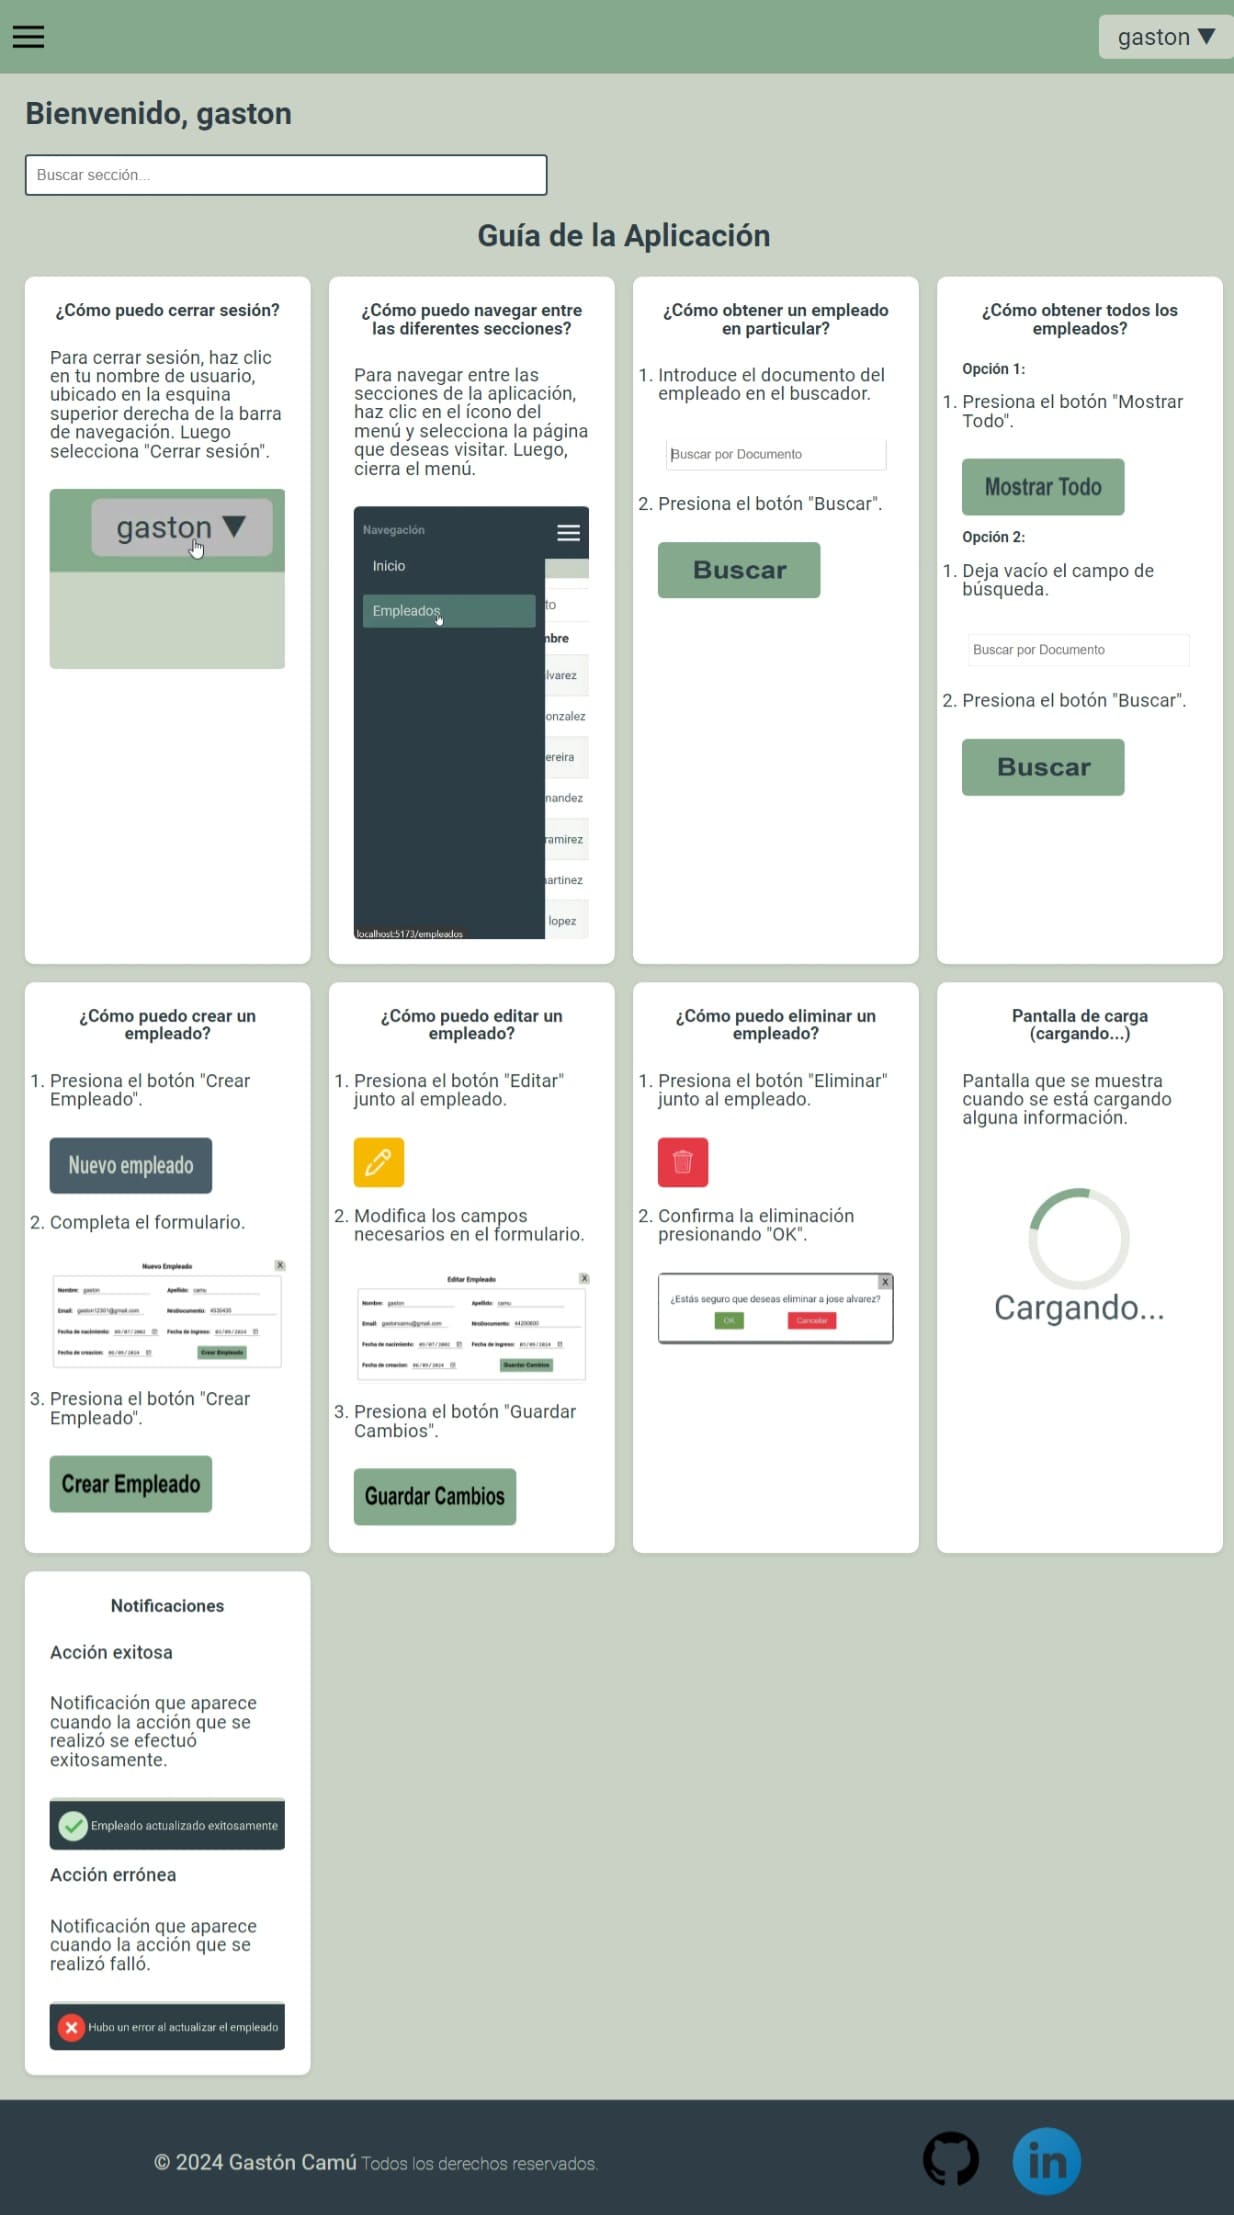 gaston ▼
Bienvenido, gaston
Buscar sección...
Guía de la Aplicación
¿Cómo puedo cerrar sesión?
Para cerrar sesión, haz clic
en tu nombre de usuario,
ubicado en la esquina
superior derecha de la barra
de navegación. Luego
selecciona "Cerrar sesión".
gaston ▼
¿Cómo puedo navegar entre
las diferentes secciones?
Para navegar entre las
secciones de la aplicación,
haz clic en el ícono del
menú y selecciona la página
que deseas visitar. Luego,
cierra el menú.
Navegación
Inicio
Empleados
to
nbre
lvarez
onzalez
ereira
nandez
ramirez
artinez
lopez
localhost:5173/empleados
¿Cómo obtener un empleado
en particular?
1. Introduce el documento del
empleado en el buscador.
Buscar por Documento
2. Presiona el botón "Buscar".
Buscar
¿Cómo obtener todos los
empleados?
Opción 1:
1. Presiona el botón "Mostrar
Todo".
Mostrar Todo
Opción 2:
1. Deja vacío el campo de
búsqueda.
Buscar por Documento
2. Presiona el botón "Buscar".
Buscar
¿Cómo puedo crear un
empleado?
1. Presiona el botón "Crear
Empleado".
Nuevo empleado
2. Completa el formulario.
Nuevo Empleado X
Nombre: gaston Apellido: camu
Email: gaston12301@gmail.com NroDocumento: 4530430
Fecha de nacimiento: 09/07/2002 Fecha de ingreso: 03/09/2024
Fecha de creacion: 06/09/2024 Crear Empleado
3. Presiona el botón "Crear
Empleado".
Crear Empleado
¿Cómo puedo editar un
empleado?
1. Presiona el botón "Editar"
junto al empleado.
2. Modifica los campos
necesarios en el formulario.
Editar Empleado X
Nombre: gaston Apellido: camu
Email: gastoncamu@gmail.com NroDocumento: 44200800
Fecha de nacimiento: 09/07/2002 Fecha de ingreso: 01/09/2024
Fecha de creacion: 06/09/2024 Guardar Cambios
3. Presiona el botón "Guardar
Cambios".
Guardar Cambios
¿Cómo puedo eliminar un
empleado?
1. Presiona el botón "Eliminar"
junto al empleado.
2. Confirma la eliminación
presionando "OK".
X
¿Estás seguro que deseas eliminar a jose alvarez?
OK Cancelar
Pantalla de carga
(cargando...)
Pantalla que se muestra
cuando se está cargando
alguna información.
Cargando...
Notificaciones
Acción exitosa
Notificación que aparece
cuando la acción que se
realizó se efectuó
exitosamente.
Empleado actualizado exitosamente
Acción errónea
Notificación que aparece
cuando la acción que se
realizó falló.
Hubo un error al actualizar el empleado
© 2024 Gastón Camú Todos los derechos reservados.
in